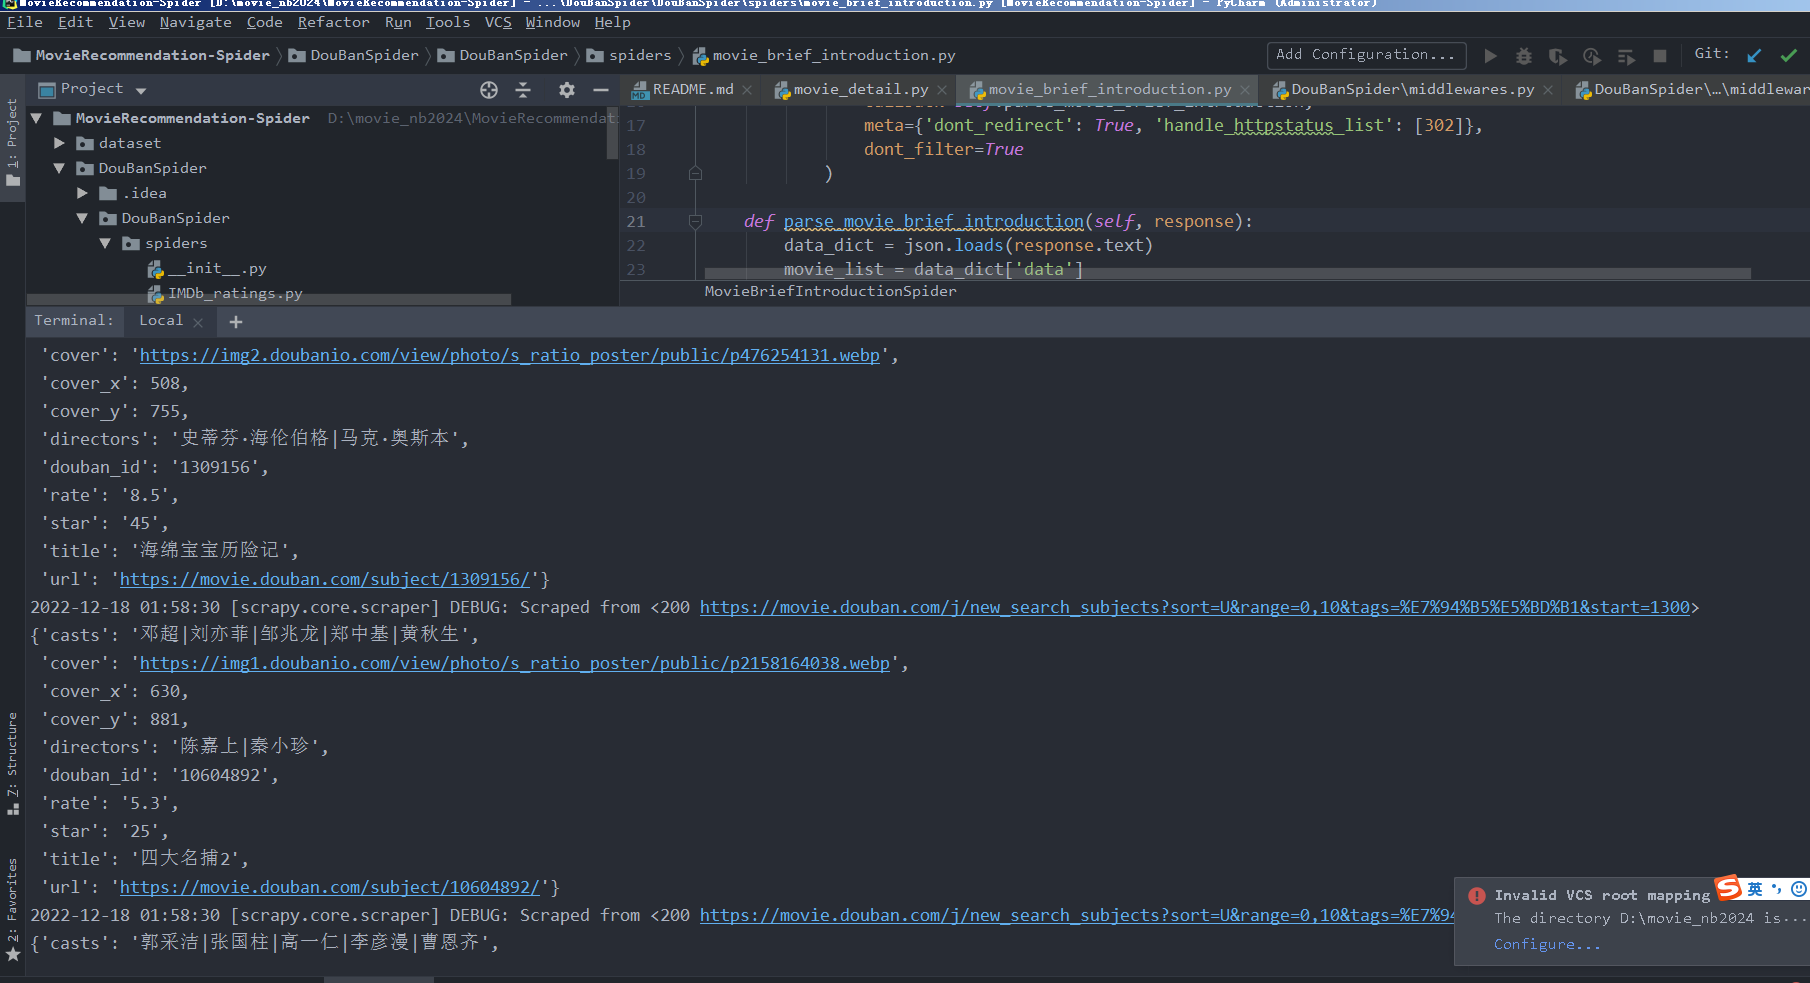 MovieRecommendation-Spider [D:\movie_nb2024\MovieRecommendation-Spider] - ...\DouBanSpider\DouBanSpider\spiders\movie_brief_introduction.py [MovieRecommendation-Spider] - PyCharm (Administrator)
File Edit View Navigate Code Refactor Run Tools VCS Window Help
MovieRecommendation-Spider DouBanSpider DouBanSpider spiders movie_brief_introduction.py Add Configuration... Git:
Project README.md movie_detail.py movie_brief_introduction.py DouBanSpider\middlewares.py DouBanSpider\...\middlewar
1: Project
MovieRecommendation-Spider D:\movie_nb2024\MovieRecommendat
dataset
DouBanSpider
.idea
DouBanSpider
spiders
__init__.py
IMDb_ratings.py
17 meta={'dont_redirect': True, 'handle_httpstatus_list': [302]},
18 dont_filter=True
19 )
20
21 def parse_movie_brief_introduction(self, response):
22 data_dict = json.loads(response.text)
23 movie_list = data_dict['data']
MovieBriefIntroductionSpider
Terminal: Local +
'cover': 'https://img2.doubanio.com/view/photo/s_ratio_poster/public/p476254131.webp',
'cover_x': 508,
'cover_y': 755,
'directors': '史蒂芬·海伦伯格|马克·奥斯本',
'douban_id': '1309156',
'rate': '8.5',
'star': '45',
'title': '海绵宝宝历险记',
'url': 'https://movie.douban.com/subject/1309156/'}
2022-12-18 01:58:30 [scrapy.core.scraper] DEBUG: Scraped from <200 https://movie.douban.com/j/new_search_subjects?sort=U&range=0,10&tags=%E7%94%B5%E5%BD%B1&start=1300>
{'casts': '邓超|刘亦菲|邹兆龙|郑中基|黄秋生',
'cover': 'https://img1.doubanio.com/view/photo/s_ratio_poster/public/p2158164038.webp',
'cover_x': 630,
'cover_y': 881,
'directors': '陈嘉上|秦小珍',
'douban_id': '10604892',
'rate': '5.3',
'star': '25',
'title': '四大名捕2',
'url': 'https://movie.douban.com/subject/10604892/'}
2022-12-18 01:58:30 [scrapy.core.scraper] DEBUG: Scraped from <200 https://movie.douban.com/j/new_search_subjects?sort=U&range=0,10&tags=%E7%94
{'casts': '郭采洁|张国柱|高一仁|李彦漫|曹恩齐',
Z: Structure
2: Favorites
Invalid VCS root mapping
The directory D:\movie_nb2024 is...
Configure...
英